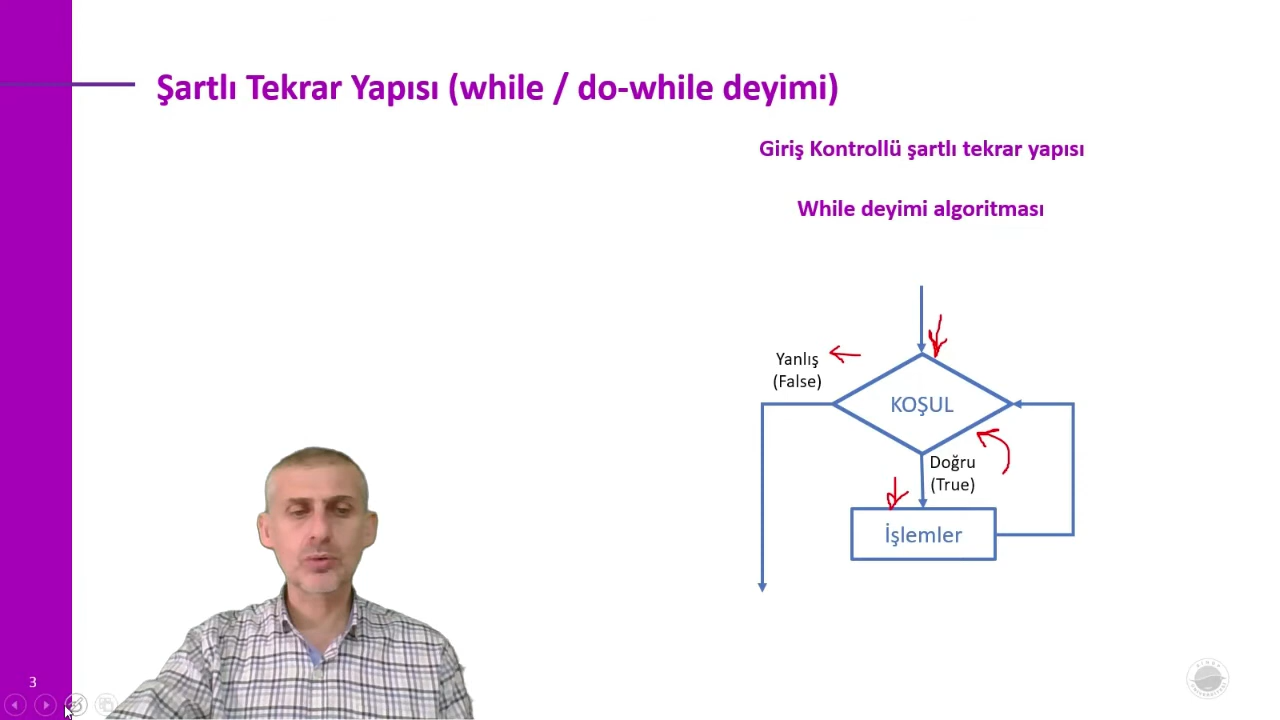 Şartlı Tekrar Yapısı (while / do-while deyimi)
Giriş Kontrollü şartlı tekrar yapısı
While deyimi algoritması
Yanlış
(False)
KOŞUL
Doğru
(True)
İşlemler
3